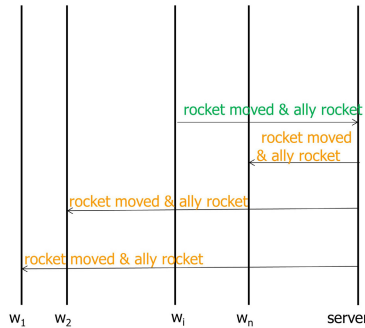 rocket moved & ally rocket
rocket moved
& ally rocket
rocket moved & ally rocket
rocket moved & ally rocket
w1 w2 wi wn server